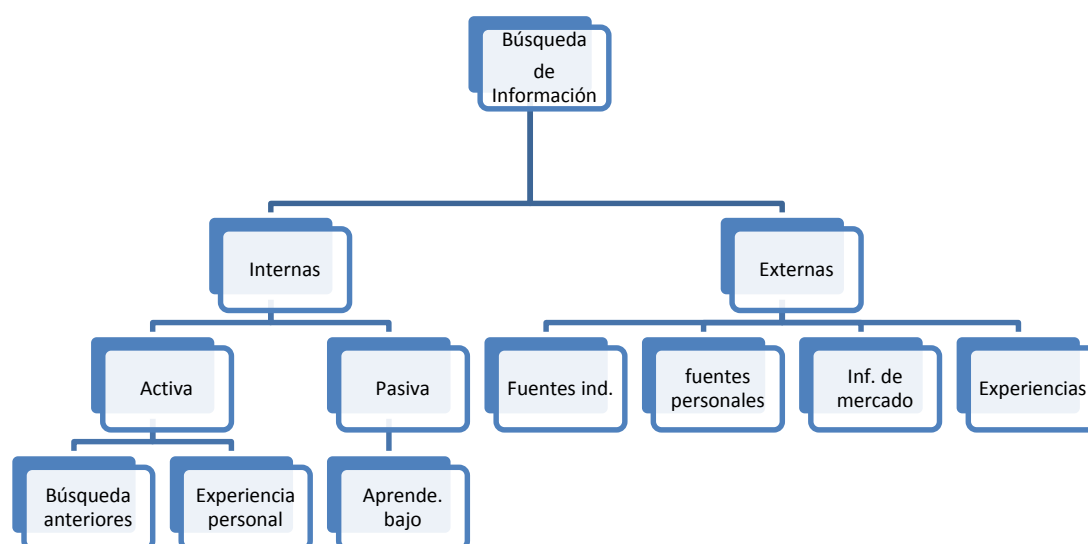 Búsqueda
de
Información
Internas
Externas
Activa
Pasiva
Fuentes ind.
fuentes
personales
Inf. de
mercado
Experiencias
Búsqueda
anteriores
Experiencia
personal
Aprende.
bajo